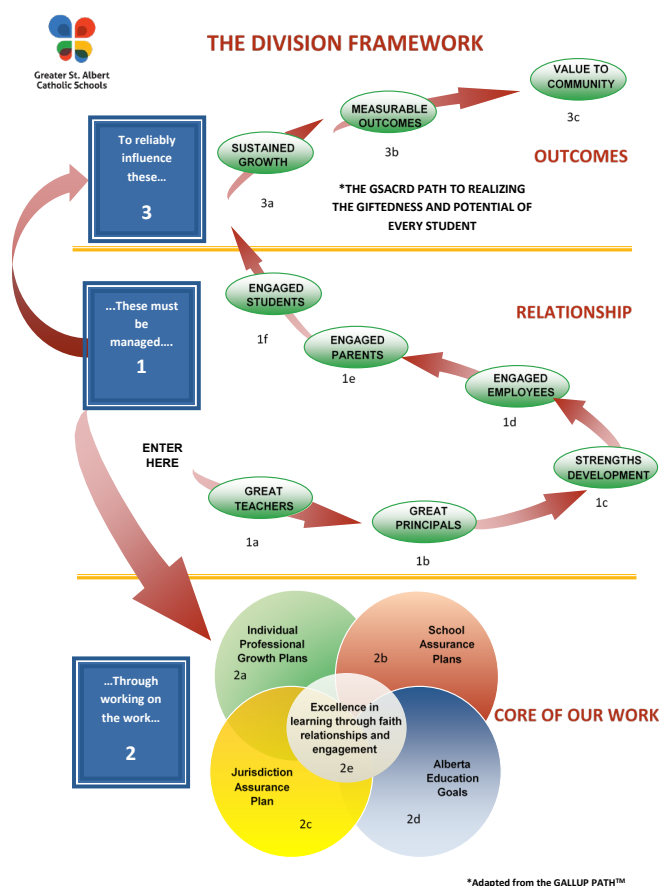 THE DIVISION FRAMEWORK
Greater St. Albert
Catholic Schools
To reliably
influence
these…
3
SUSTAINED
GROWTH
3a
MEASURABLE
OUTCOMES
3b
VALUE TO
COMMUNITY
3c
OUTCOMES
*THE GSACRD PATH TO REALIZING
THE GIFTEDNESS AND POTENTIAL OF
EVERY STUDENT
...These must
be
managed….
1
RELATIONSHIP
ENGAGED
STUDENTS
1f
ENGAGED
PARENTS
1e
ENGAGED
EMPLOYEES
1d
STRENGTHS
DEVELOPMENT
1c
ENTER
HERE
GREAT
TEACHERS
1a
GREAT
PRINCIPALS
1b
…Through
working on
the work…
2
Individual
Professional
Growth Plans
2a
School
Assurance
Plans
2b
Excellence in
learning through faith
relationships and
engagement
2e
CORE OF OUR WORK
Jurisdiction
Assurance
Plan
2c
Alberta
Education
Goals
2d
*Adapted from the GALLUP PATH™